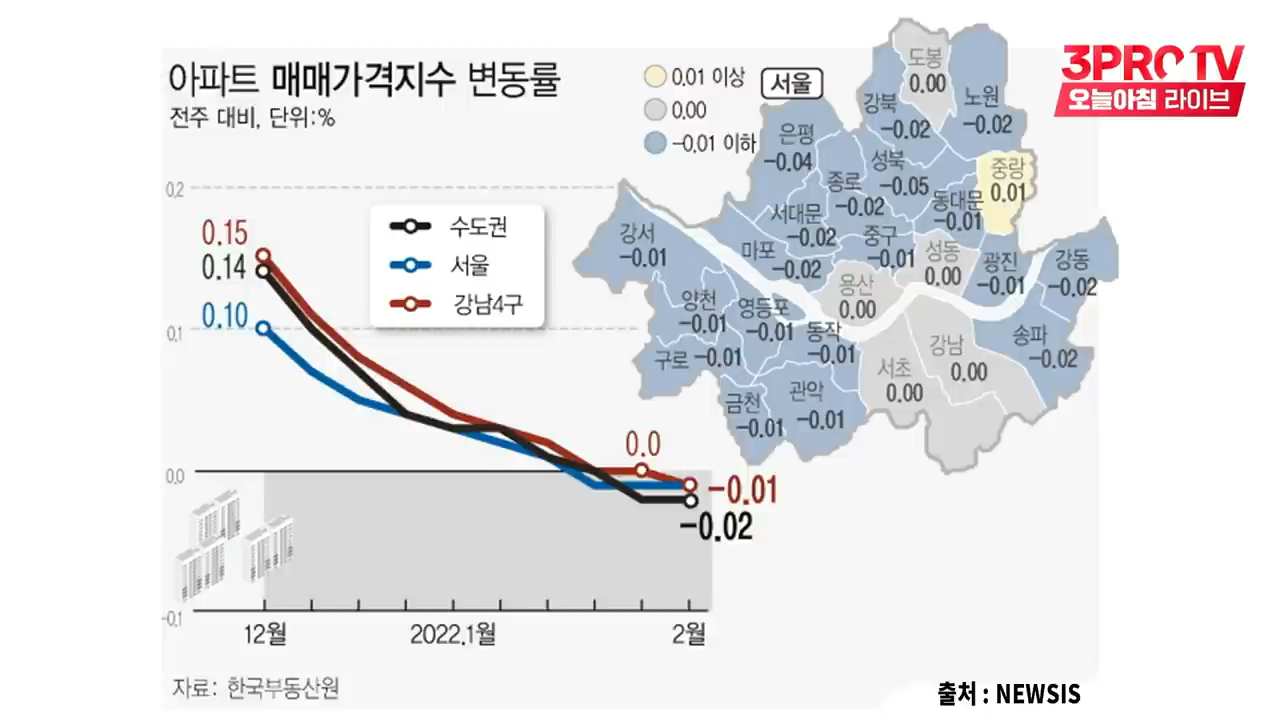 아파트 매매가격지수 변동률
전주 대비, 단위:%
0.01 이상
0.00
-0.01 이하
서울
3PRO TV
오늘아침 라이브
0.2
0.1
0.0
-0.1
0.15
0.14
0.10
수도권
서울
강남4구
0.0
-0.01
-0.02
12월
2022.1월
2월
도봉
0.00
강북
-0.02
노원
-0.02
은평
-0.04
성북
-0.05
중랑
0.01
종로
-0.02
동대문
-0.01
서대문
-0.02
중구
-0.01
강서
-0.01
마포
-0.02
성동
0.00
광진
-0.01
강동
-0.02
용산
0.00
양천
-0.01
영등포
-0.01
동작
-0.01
구로 -0.01
송파
-0.02
강남
0.00
서초
0.00
금천
-0.01
관악
-0.01
자료: 한국부동산원
출처 : NEWSIS